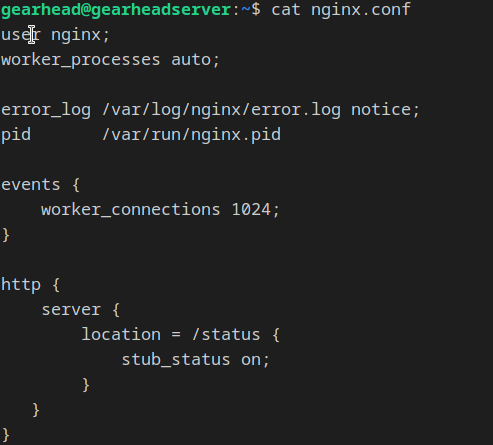 gearhead@gearheadserver:~$ cat nginx.conf
user nginx;
worker_processes auto;

error_log /var/log/nginx/error.log notice;
pid       /var/run/nginx.pid

events {
    worker_connections 1024;
}

http {
    server {
        location = /status {
            stub_status on;
        }
   }
}